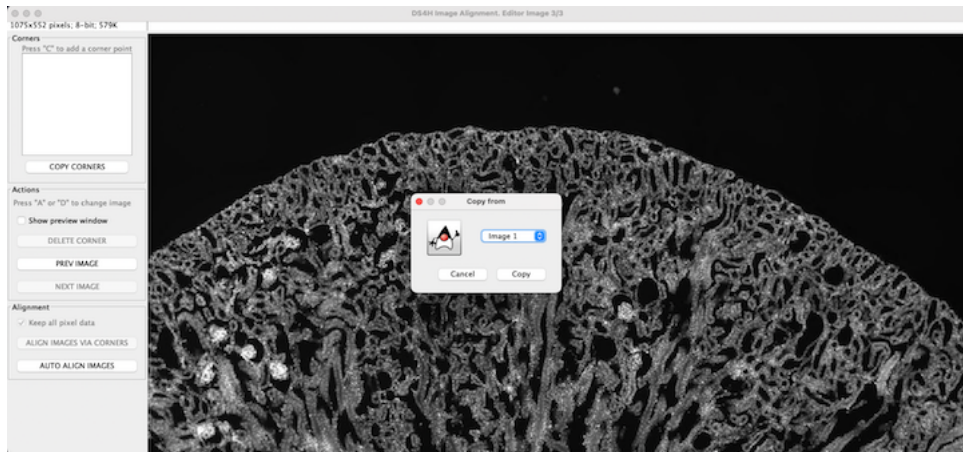 DS4H Image Alignment. Editor Image 3/3
1075x552 pixels; 8-bit; 579K
Corners
Press "C" to add a corner point
COPY CORNERS
Actions
Press "A" or "D" to change image
Show preview window
DELETE CORNER
PREV IMAGE
NEXT IMAGE
Alignment
Keep all pixel data
ALIGN IMAGES VIA CORNERS
AUTO ALIGN IMAGES
Copy from
Image 1
Cancel
Copy